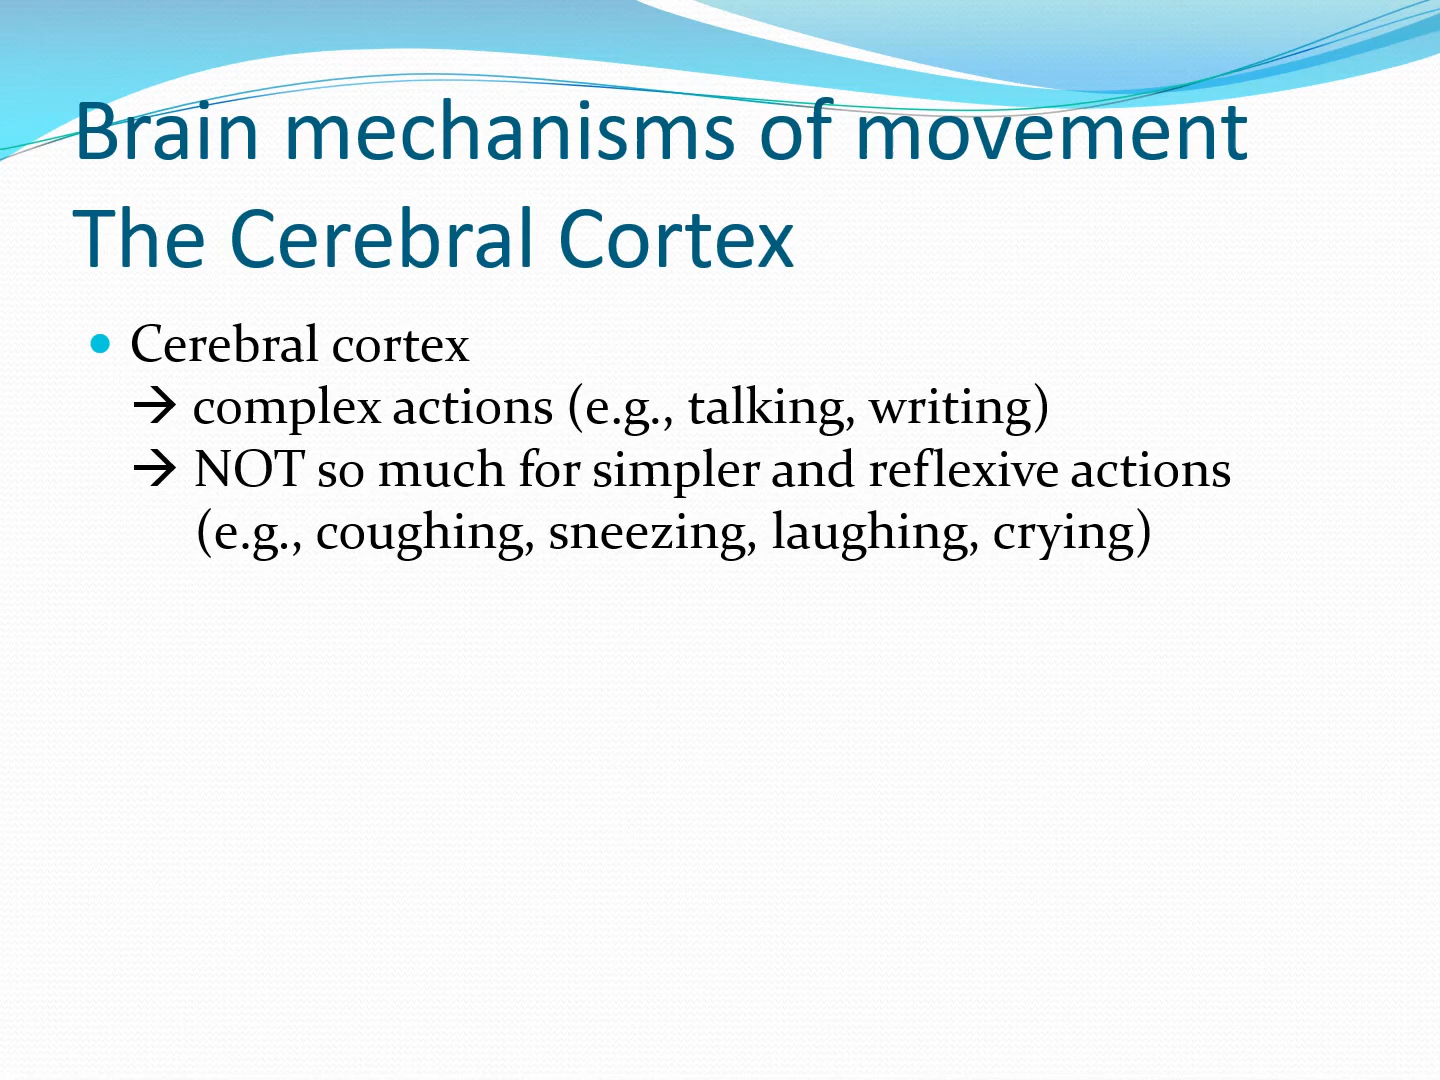 Brain mechanisms of movement
The Cerebral Cortex
• Cerebral cortex
→ complex actions (e.g., talking, writing)
→ NOT so much for simpler and reflexive actions
(e.g., coughing, sneezing, laughing, crying)